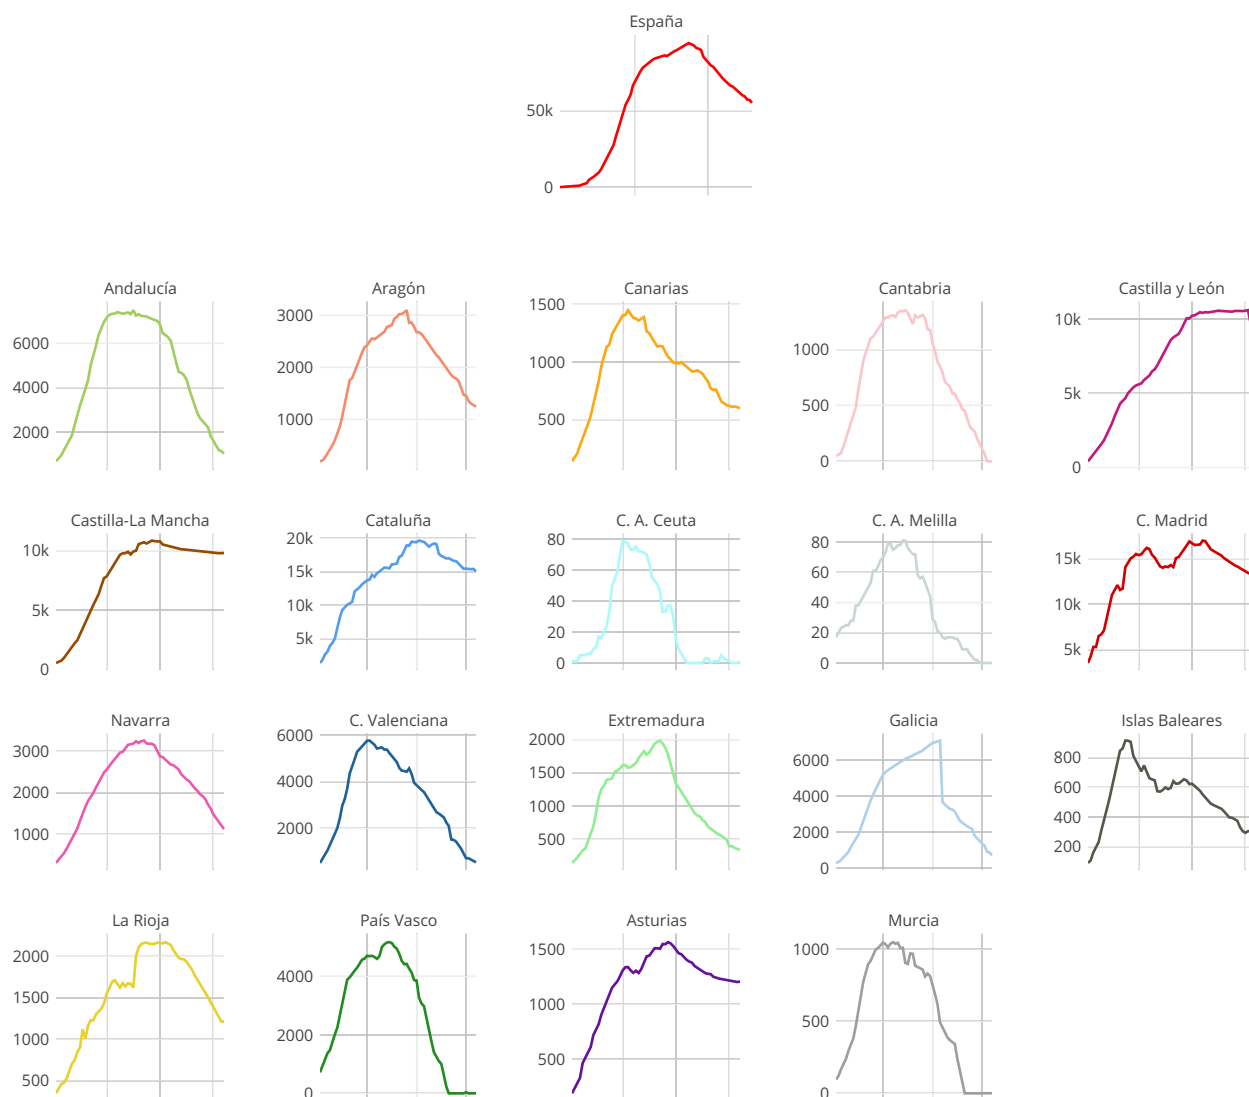 España
50k
0
Andalucía
6000
4000
2000
Aragón
3000
2000
1000
Canarias
1500
1000
500
Cantabria
1000
500
0
Castilla y León
10k
5k
0
Castilla-La Mancha
10k
5k
0
Cataluña
20k
15k
10k
5k
C. A. Ceuta
80
60
40
20
0
C. A. Melilla
80
60
40
20
0
C. Madrid
15k
10k
5k
Navarra
3000
2000
1000
C. Valenciana
6000
4000
2000
Extremadura
2000
1500
1000
500
Galicia
6000
4000
2000
0
Islas Baleares
800
600
400
200
La Rioja
2000
1500
1000
500
País Vasco
4000
2000
0
Asturias
1500
1000
500
Murcia
1000
500
0